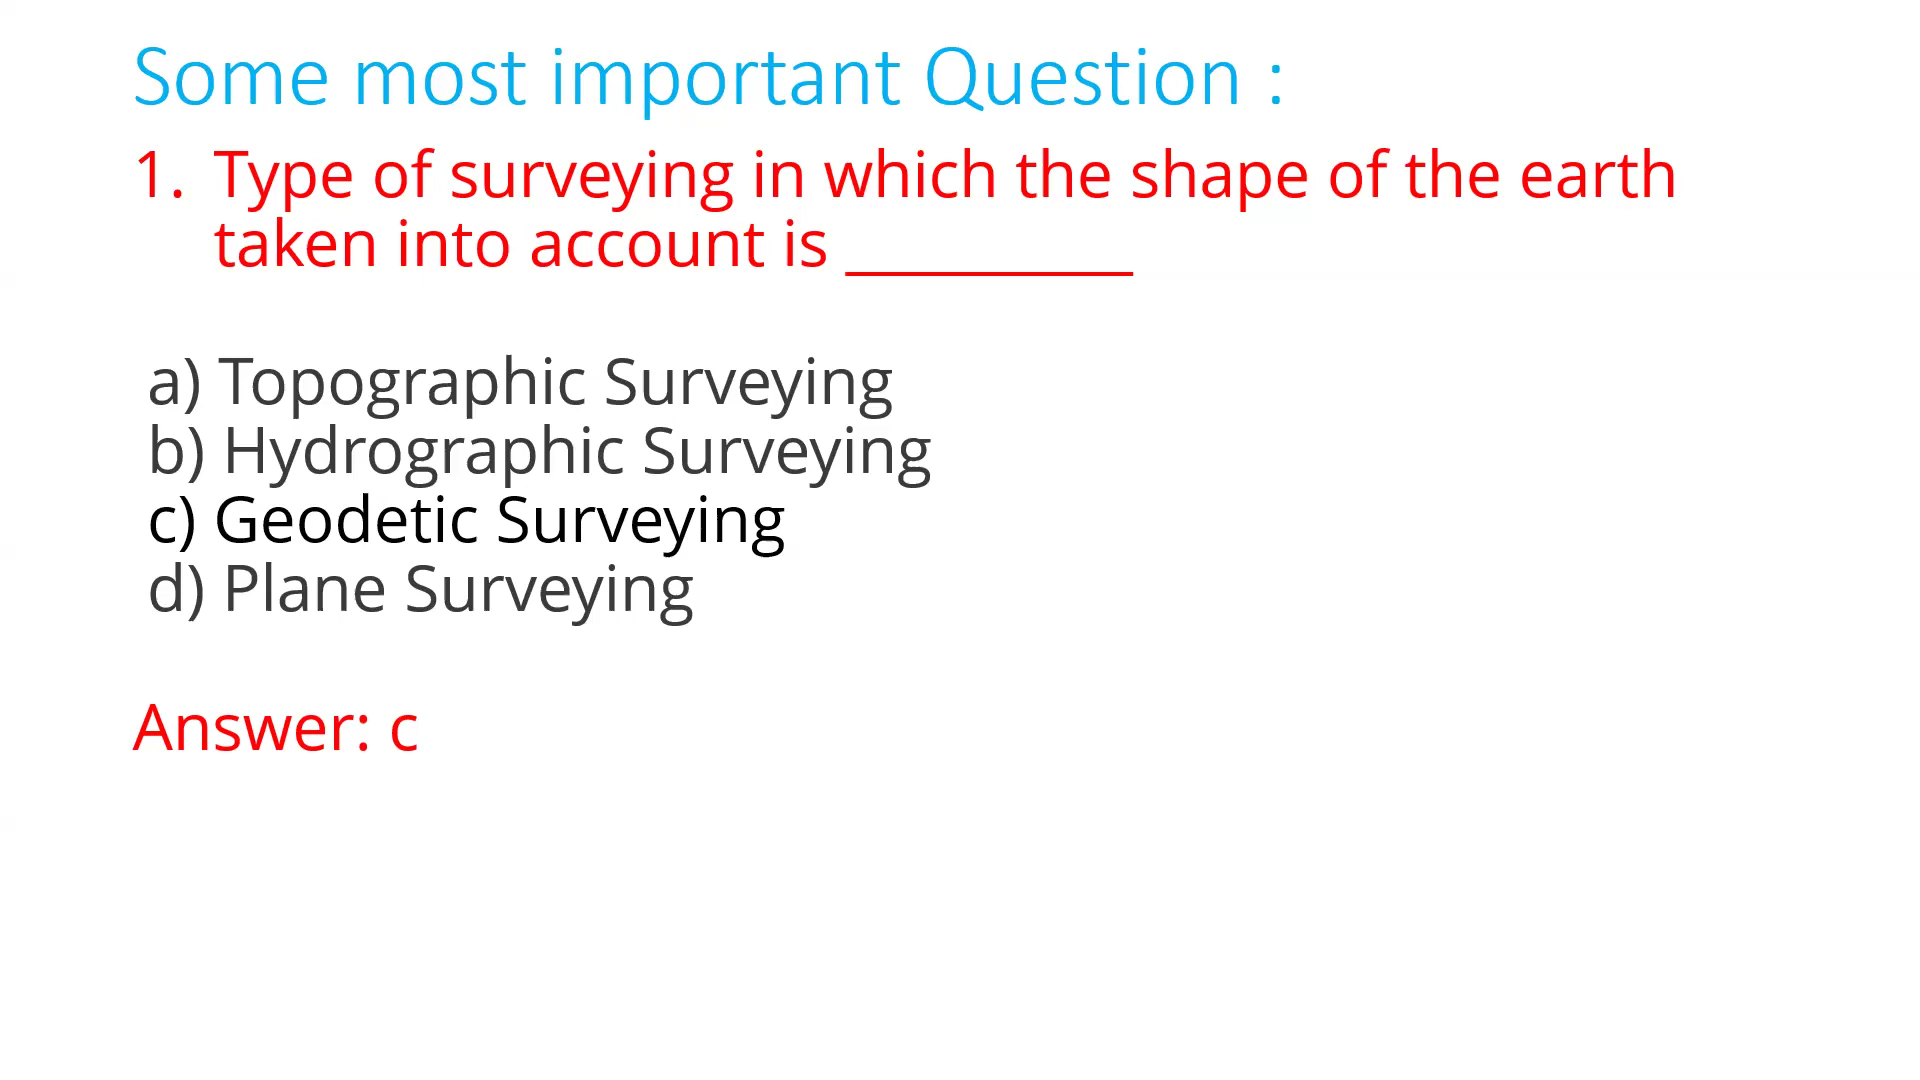 Some most important Question :
1. Type of surveying in which the shape of the earth
taken into account is _________
a) Topographic Surveying
b) Hydrographic Surveying
c) Geodetic Surveying
d) Plane Surveying
Answer: c